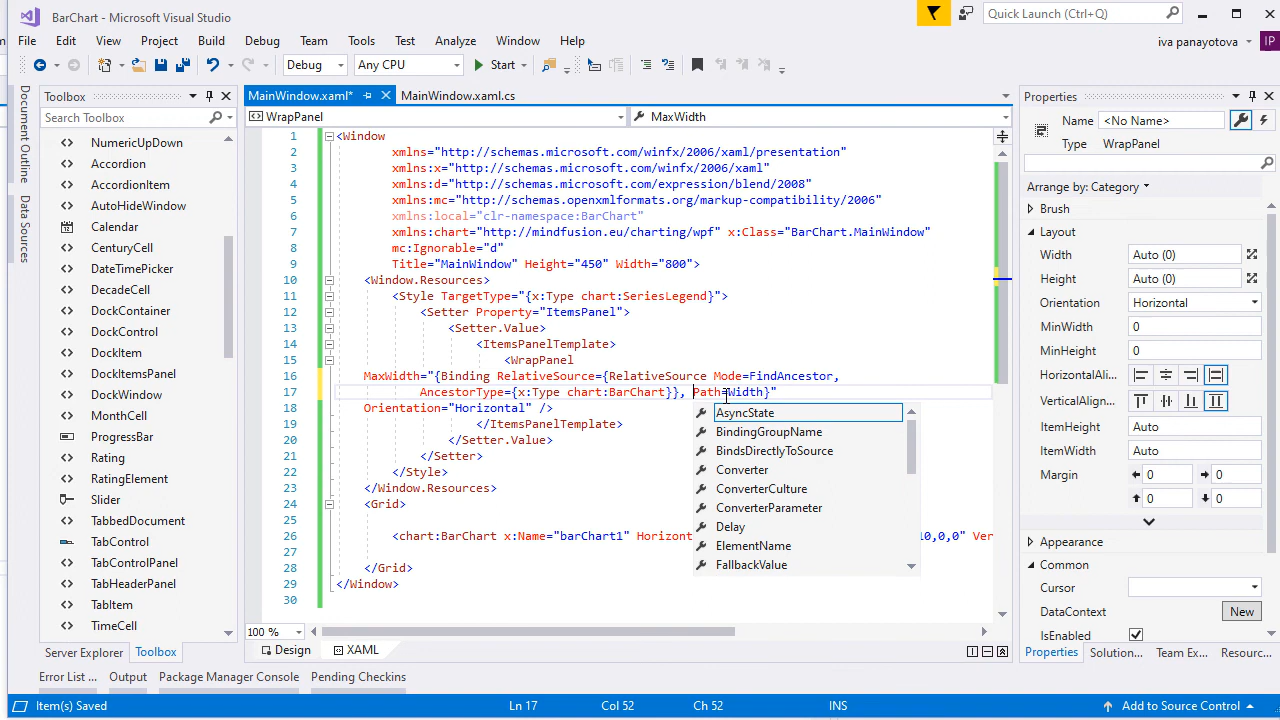 BarChart - Microsoft Visual Studio
Quick Launch (Ctrl+Q)
File Edit View Project Build Debug Team Tools Test Analyze Window Help
iva panayotova IP
Debug Any CPU Start
Document Outline
Data Sources
Toolbox
Search Toolbox
NumericUpDown
Accordion
AccordionItem
AutoHideWindow
Calendar
CenturyCell
DateTimePicker
DecadeCell
DockContainer
DockControl
DockItem
DockItemsPanel
DockWindow
MonthCell
ProgressBar
Rating
RatingElement
Slider
TabbedDocument
TabControl
TabControlPanel
TabHeaderPanel
TabItem
TimeCell
Server Explorer Toolbox
MainWindow.xaml* MainWindow.xaml.cs
WrapPanel MaxWidth
1 <Window
2 xmlns="http://schemas.microsoft.com/winfx/2006/xaml/presentation"
3 xmlns:x="http://schemas.microsoft.com/winfx/2006/xaml"
4 xmlns:d="http://schemas.microsoft.com/expression/blend/2008"
5 xmlns:mc="http://schemas.openxmlformats.org/markup-compatibility/2006"
6 xmlns:local="clr-namespace:BarChart"
7 xmlns:chart="http://mindfusion.eu/charting/wpf" x:Class="BarChart.MainWindow"
8 mc:Ignorable="d"
9 Title="MainWindow" Height="450" Width="800">
10 <Window.Resources>
11 <Style TargetType="{x:Type chart:SeriesLegend}">
12 <Setter Property="ItemsPanel">
13 <Setter.Value>
14 <ItemsPanelTemplate>
15 <WrapPanel
16 MaxWidth="{Binding RelativeSource={RelativeSource Mode=FindAncestor,
17 AncestorType={x:Type chart:BarChart}}, Path=Width}"
18 Orientation="Horizontal" />
19 </ItemsPanelTemplate>
20 </Setter.Value>
21 </Setter>
22 </Style>
23 </Window.Resources>
24 <Grid>
25
26 <chart:BarChart x:Name="barChart1" Horizont 10,0,0" Ver
27
28 </Grid>
29 </Window>
30
AsyncState
BindingGroupName
BindsDirectlyToSource
Converter
ConverterCulture
ConverterParameter
Delay
ElementName
FallbackValue
100 %
Design XAML
Properties
Name <No Name>
Type WrapPanel
Arrange by: Category
Brush
Layout
Width Auto (0)
Height Auto (0)
Orientation Horizontal
MinWidth 0
MinHeight 0
HorizontalAli...
VerticalAlign...
ItemHeight Auto
ItemWidth Auto
Margin 0 0
0 0
Appearance
Common
Cursor
DataContext New
IsEnabled
Properties Solution... Team Ex... Resourc...
Error List ... Output Package Manager Console Pending Checkins
Item(s) Saved Ln 17 Col 52 Ch 52 INS Add to Source Control